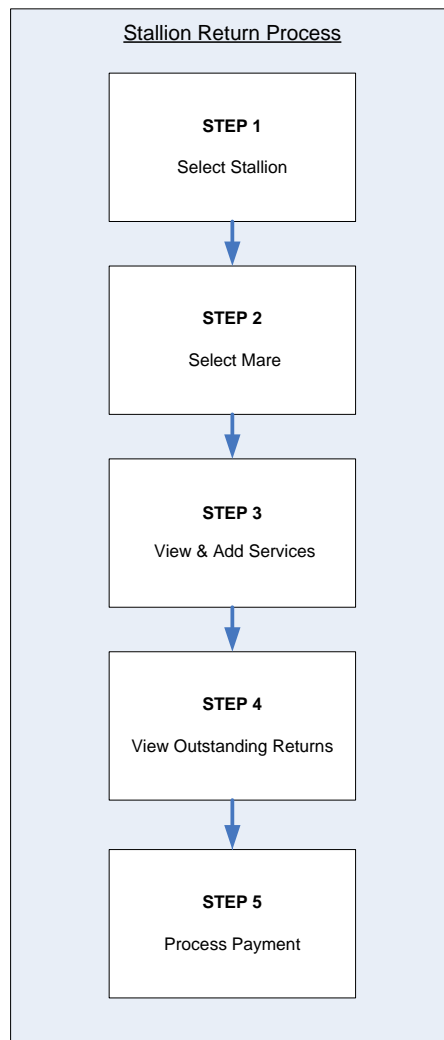 Stallion Return Process
STEP 1
Select Stallion
STEP 2
Select Mare
STEP 3
View & Add Services
STEP 4
View Outstanding Returns
STEP 5
Process Payment